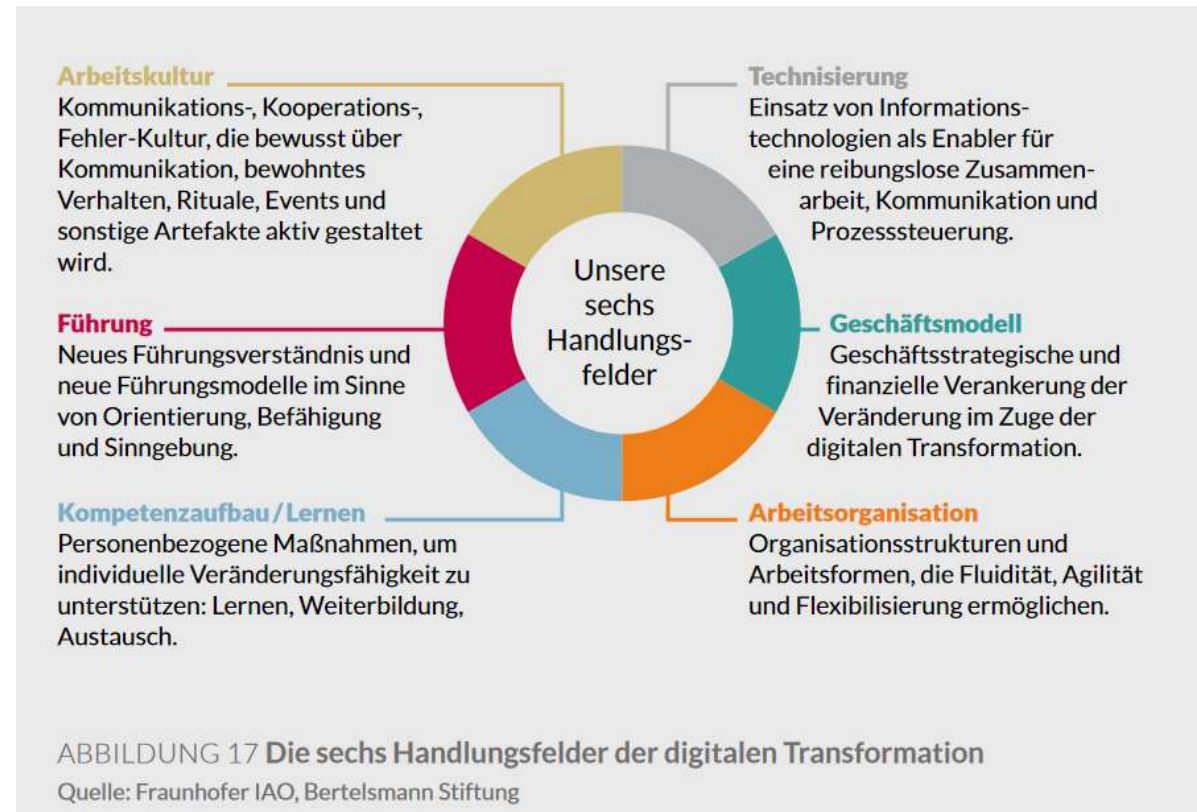 Arbeitskultur
Kommunikations-, Kooperations-,
Fehler-Kultur, die bewusst über
Kommunikation, bewohntes
Verhalten, Rituale, Events und
sonstige Artefakte aktiv gestaltet
wird.
Führung
Neues Führungsverständnis und
neue Führungsmodelle im Sinne
von Orientierung, Befähigung
und Sinngebung.
Kompetenzaufbau/Lernen
Personenbezogene Maßnahmen, um
individuelle Veränderungsfähigkeit zu
unterstützen: Lernen, Weiterbildung,
Austausch.
Unsere
sechs
Handlungs-
felder
Technisierung
Einsatz von Informations-
technologien als Enabler für
eine reibungslose Zusammen-
arbeit, Kommunikation und
Prozesssteuerung.
Geschäftsmodell
Geschäftsstrategische und
finanzielle Verankerung der
Veränderung im Zuge der
digitalen Transformation.
Arbeitsorganisation
Organisationsstrukturen und
Arbeitsformen, die Fluidität, Agilität
und Flexibilisierung ermöglichen.
ABBILDUNG 17 Die sechs Handlungsfelder der digitalen Transformation
Quelle: Fraunhofer IAO, Bertelsmann Stiftung